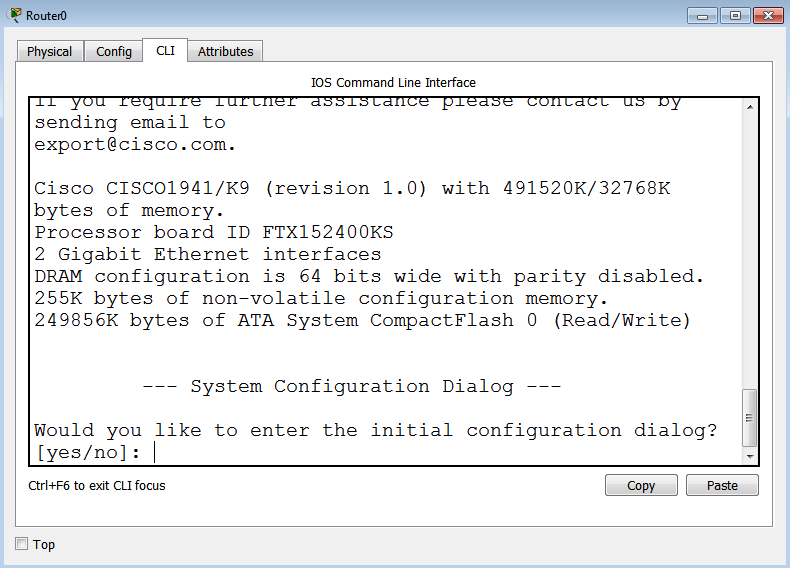 Router0
Physical Config CLI Attributes
IOS Command Line Interface
If you require further assistance please contact us by
sending email to
export@cisco.com.
Cisco CISCO1941/K9 (revision 1.0) with 491520K/32768K
bytes of memory.
Processor board ID FTX152400KS
2 Gigabit Ethernet interfaces
DRAM configuration is 64 bits wide with parity disabled.
255K bytes of non-volatile configuration memory.
249856K bytes of ATA System CompactFlash 0 (Read/Write)
--- System Configuration Dialog ---
Would you like to enter the initial configuration dialog?
[yes/no]:
Ctrl+F6 to exit CLI focus
Copy Paste
Top